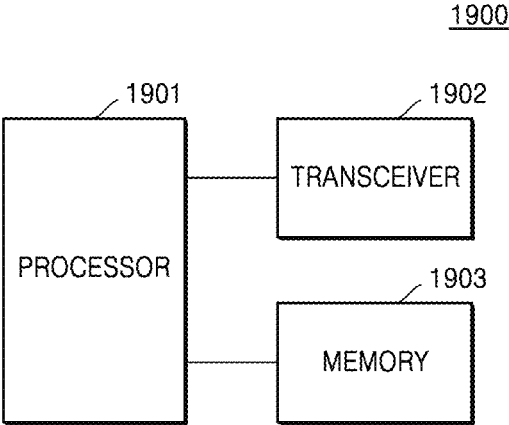 1900
1901
1902
TRANSCEIVER
PROCESSOR
1903
MEMORY